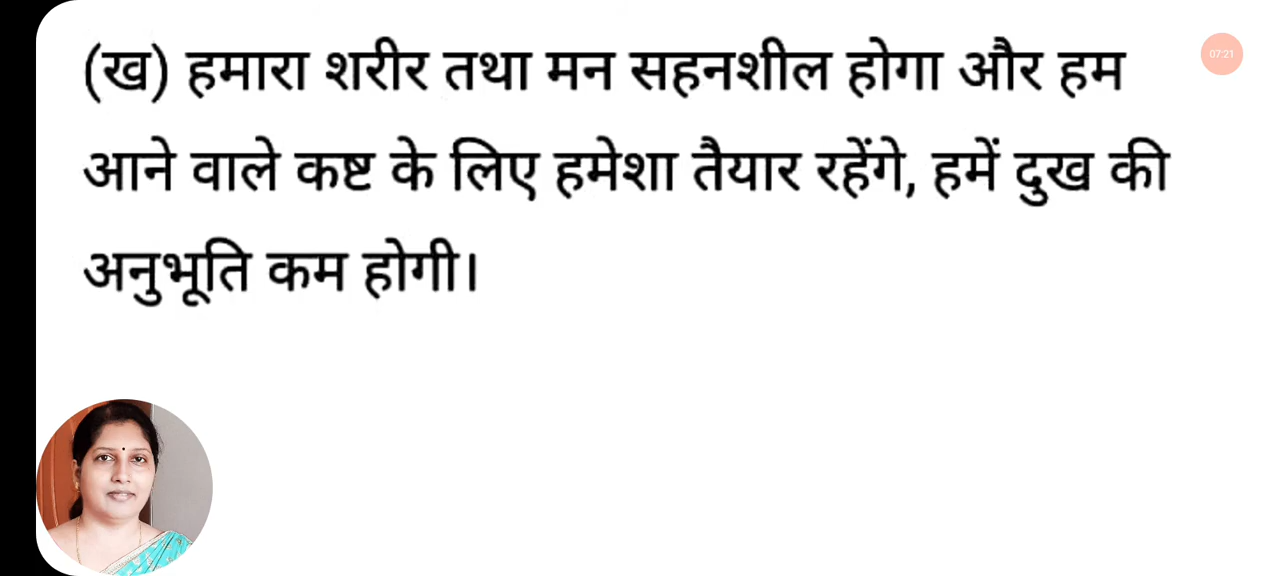 (ख) हमारा शरीर तथा मन सहनशील होगा और हम
आने वाले कष्ट के लिए हमेशा तैयार रहेंगे, हमें दुख की
अनुभूति कम होगी।
07:21